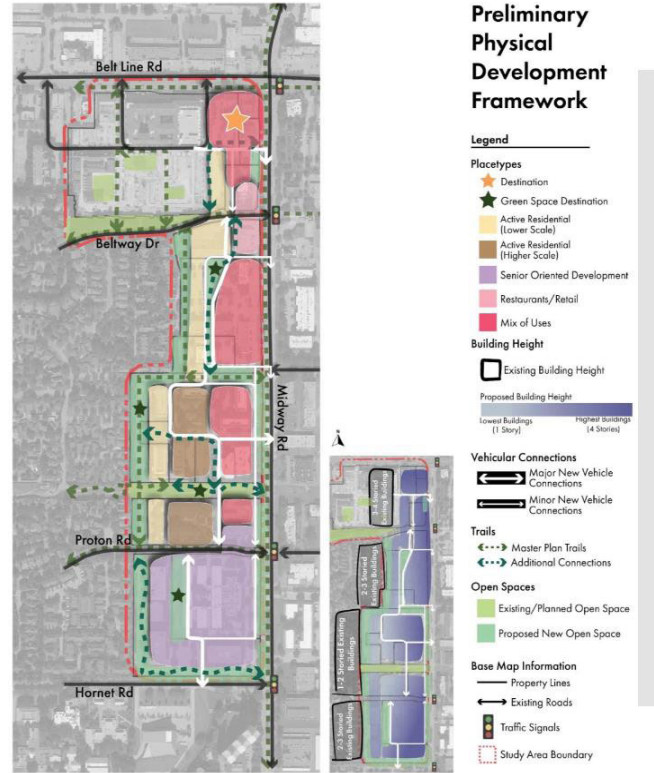 Preliminary
Physical
Development
Framework
Legend
Placetypes
Destination
Green Space Destination
Active Residential
(Lower Scale)
Active Residential
(Higher Scale)
Senior Oriented Development
Restaurants/Retail
Mix of Uses
Building Height
Existing Building Height
Proposed Building Height
Lowest Buildings
(1 Story)
Highest Buildings
(4 Stories)
Vehicular Connections
Major New Vehicle
Connections
Minor New Vehicle
Connections
Trails
Master Plan Trails
Additional Connections
Open Spaces
Existing/Planned Open Space
Proposed New Open Space
Base Map Information
Property Lines
Existing Roads
Traffic Signals
Study Area Boundary
Belt Line Rd
Beltway Dr
Midway Rd
Proton Rd
Hornet Rd
3-4 Storied
Existing Buildings
2-3 Storied
Existing Buildings
1-2 Storied Existing
Buildings
2-3 Storied
Existing
Buildings